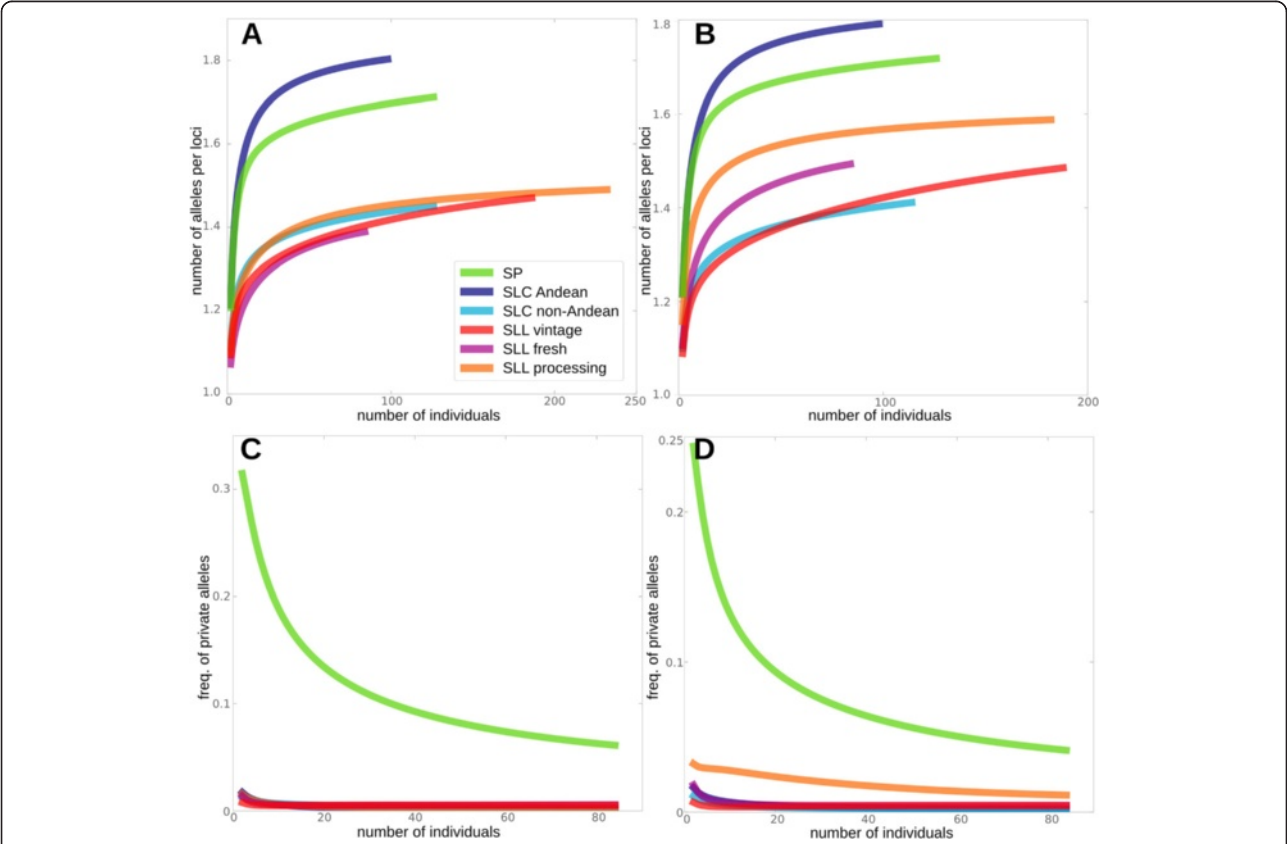 A
B
number of alleles per loci
1.8
1.6
1.4
1.2
1.0
0
100
200
250
number of individuals
SP
SLC Andean
SLC non-Andean
SLL vintage
SLL fresh
SLL processing
number of alleles per loci
1.8
1.6
1.4
1.2
1.0
0
100
200
number of individuals
C
freq. of private alleles
0.3
0.2
0.1
0
0
20
40
60
80
number of individuals
D
freq. of private alleles
0.25
0.2
0.1
0
0
20
40
60
80
number of individuals